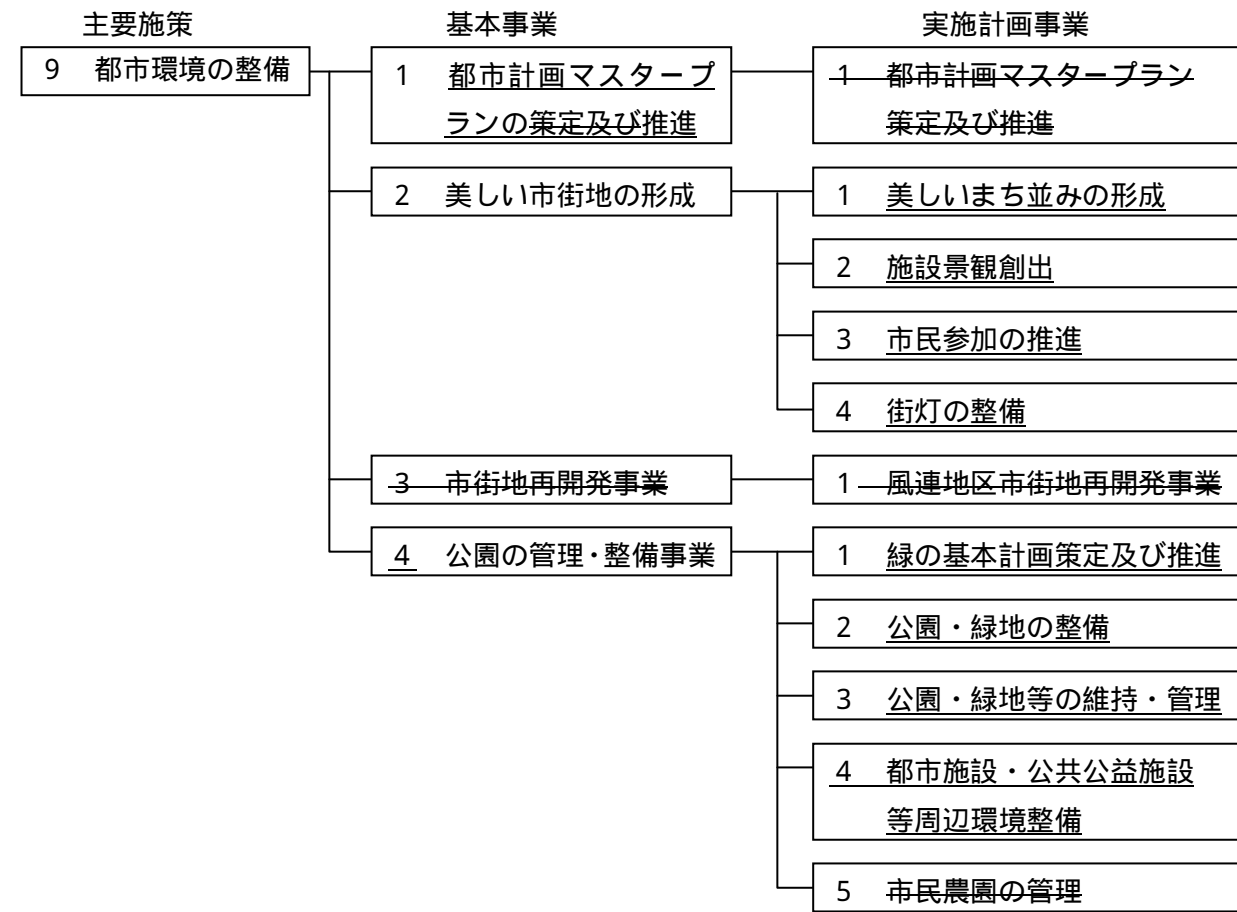 主要施策 基本事業 実施計画事業
9 都市環境の整備
1 都市計画マスタープ
ランの策定及び推進
1 都市計画マスタープラン
策定及び推進
2 美しい市街地の形成
1 美しいまち並みの形成
2 施設景観創出
3 市民参加の推進
4 街灯の整備
3 市街地再開発事業
1 風連地区市街地再開発事業
4 公園の管理・整備事業
1 緑の基本計画策定及び推進
2 公園・緑地の整備
3 公園・緑地等の維持・管理
4 都市施設・公共公益施設
等周辺環境整備
5 市民農園の管理